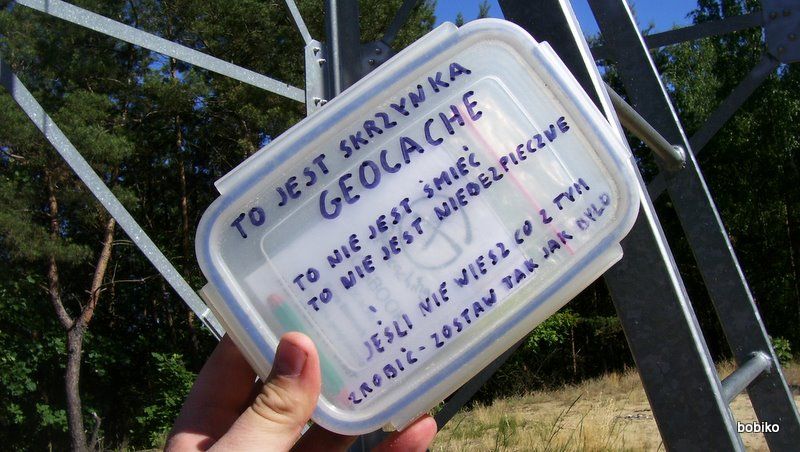 TO JEST SKRZYNKA
GEOCACHE
TO NIE JEST ŚMIEĆ
TO NIE JEST NIEBEZPIECZNE
JEŚLI NIE WIESZ CO Z TYM
ZROBIĆ - ZOSTAW TAK JAK BYŁO
bobiko